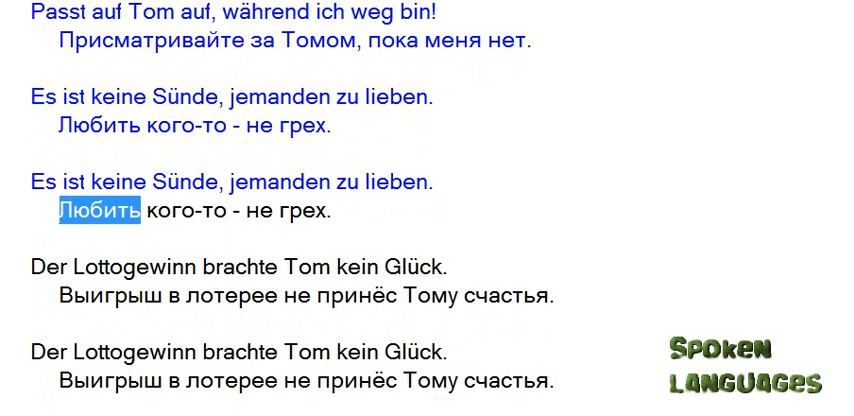 Passt auf Tom auf, während ich weg bin!
Присматривайте за Томом, пока меня нет.
Es ist keine Sünde, jemanden zu lieben.
Любить кого-то - не грех.
Es ist keine Sünde, jemanden zu lieben.
Любить кого-то - не грех.
Der Lottogewinn brachte Tom kein Glück.
Выигрыш в лотерее не принёс Тому счастья.
Der Lottogewinn brachte Tom kein Glück.
Выигрыш в лотерее не принёс Тому счастья.
Spoken
Languages